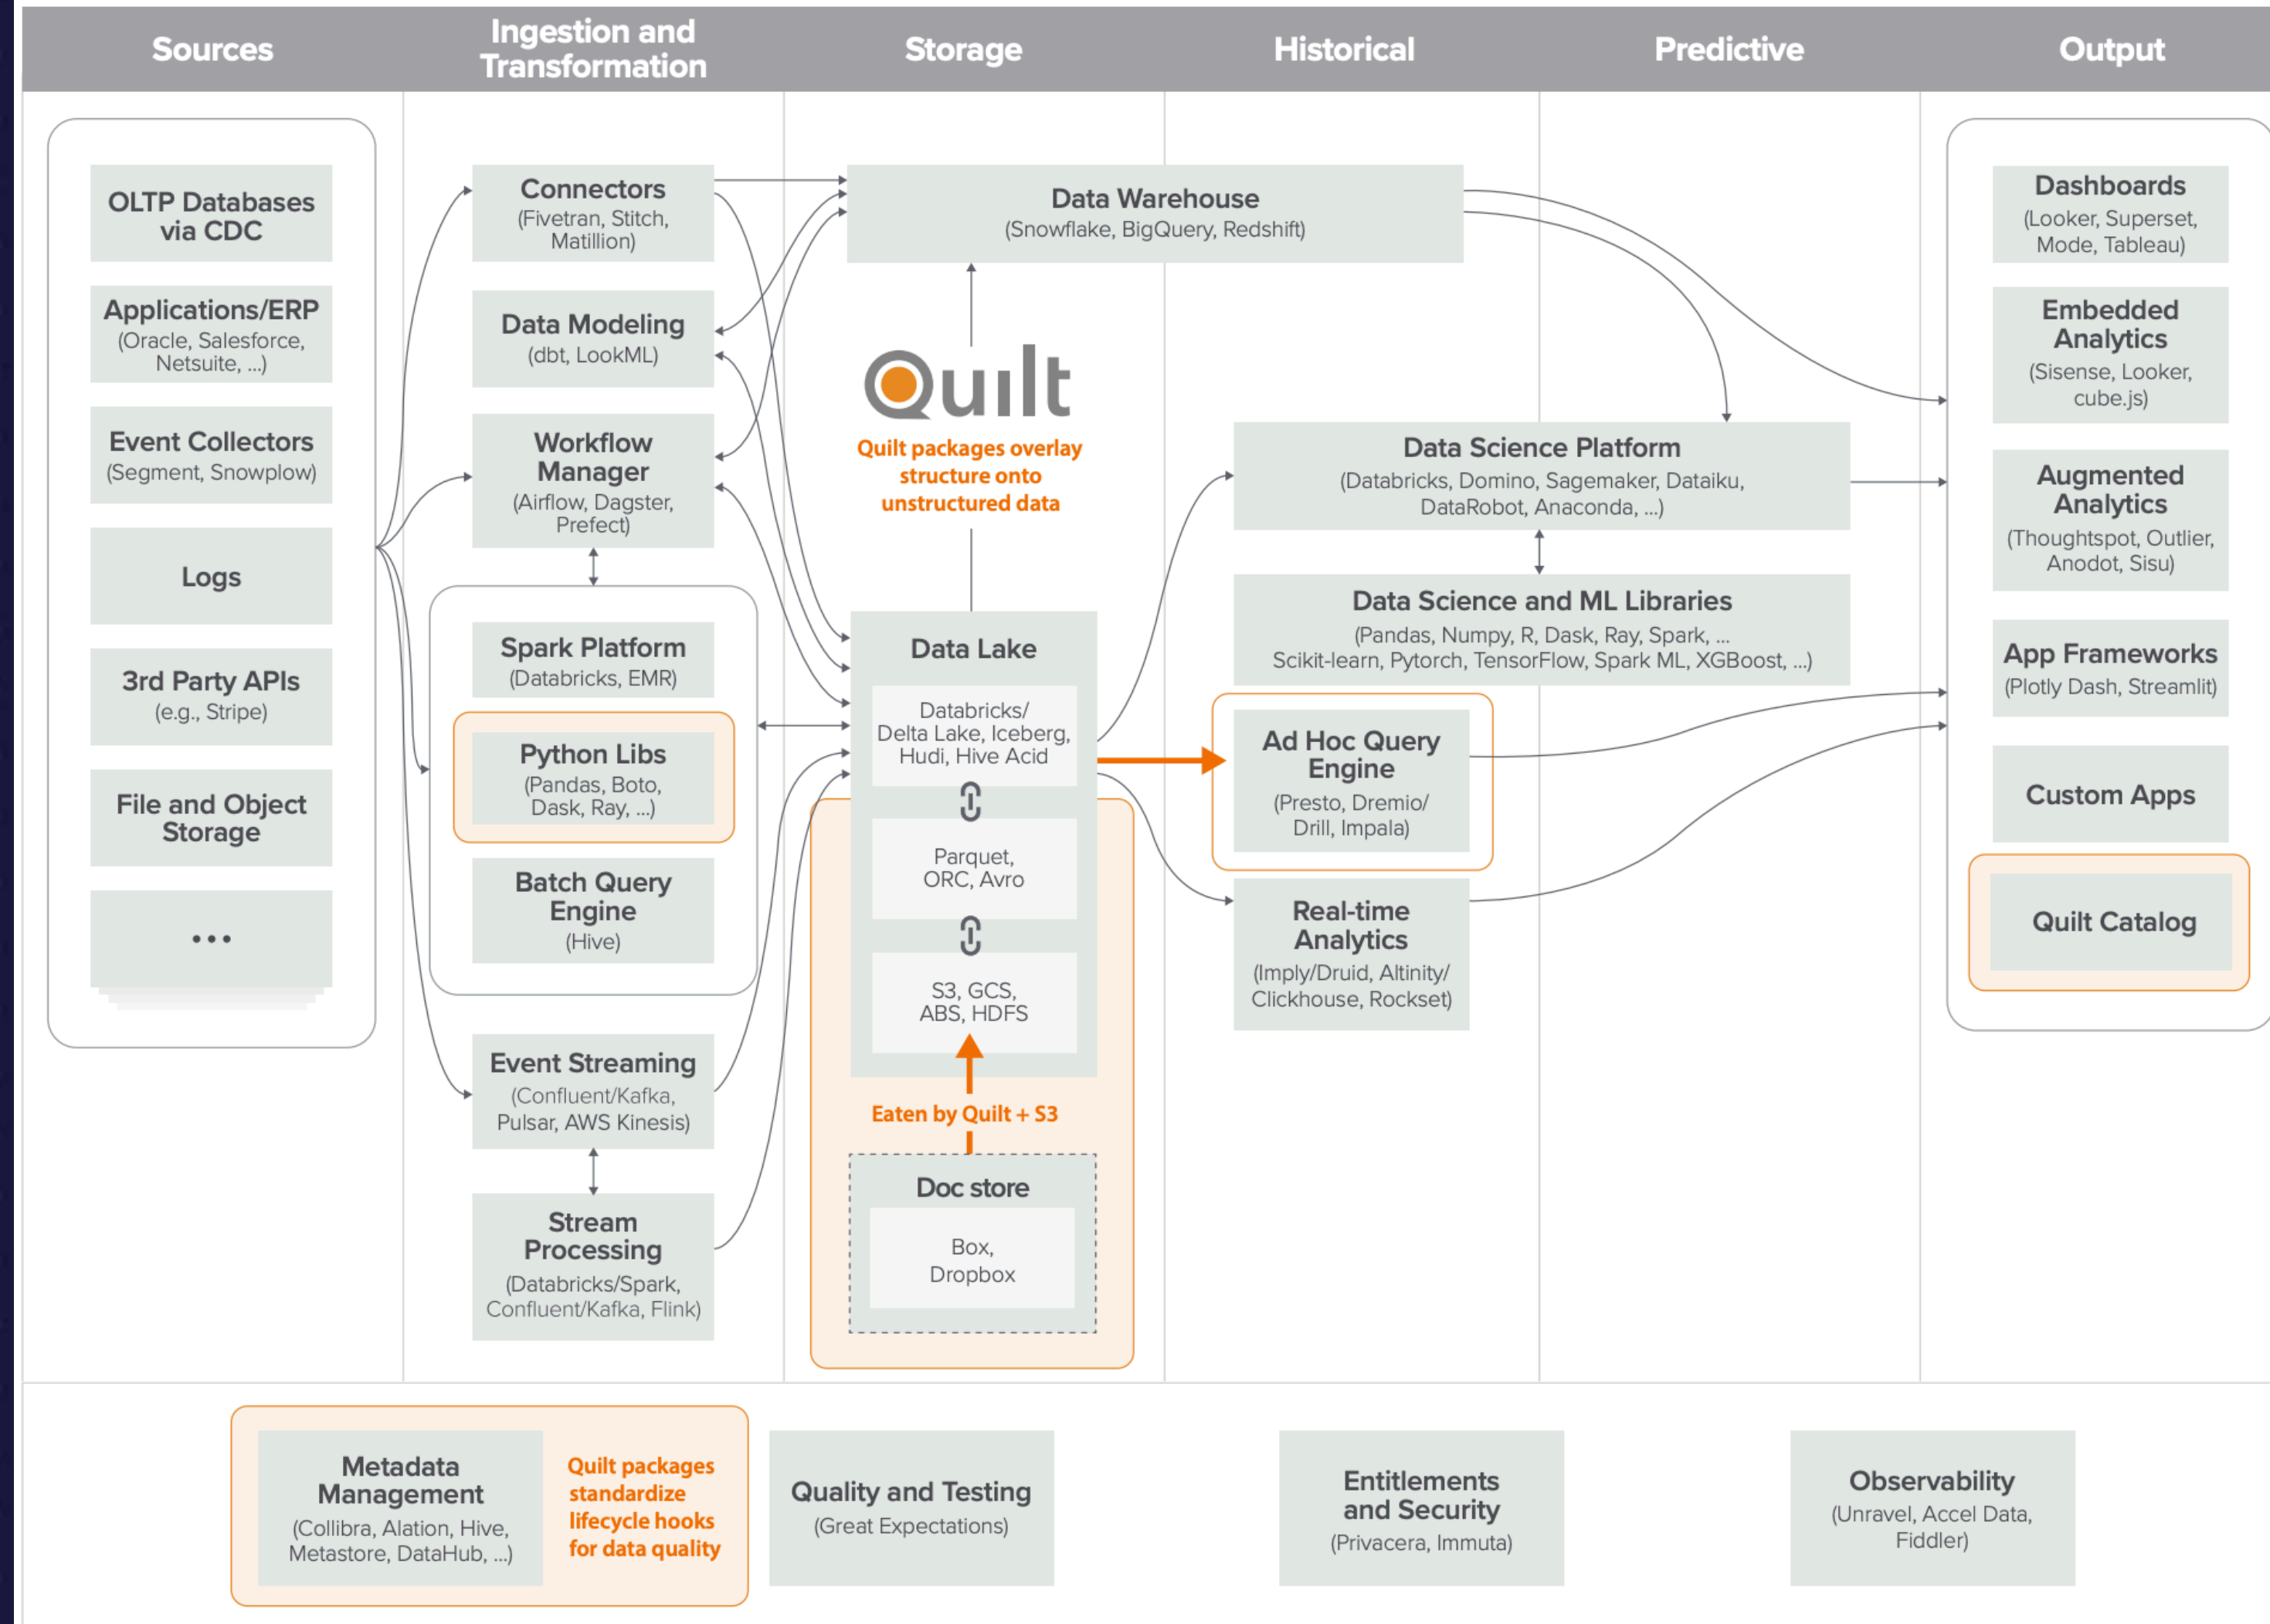 Sources
Ingestion and
Transformation
Storage
Historical
Predictive
Output
OLTP Databases
via CDC
Applications/ERP
(Oracle, Salesforce,
Netsuite, ...)
Event Collectors
(Segment, Snowplow)
Logs
3rd Party APIs
(e.g., Stripe)
File and Object
Storage
...
Connectors
(Fivetran, Stitch,
Matillion)
Data Modeling
(dbt, LookML)
Workflow
Manager
(Airflow, Dagster,
Prefect)
Spark Platform
(Databricks, EMR)
Python Libs
(Pandas, Boto,
Dask, Ray, ...)
Batch Query
Engine
(Hive)
Event Streaming
(Confluent/Kafka,
Pulsar, AWS Kinesis)
Stream
Processing
(Databricks/Spark,
Confluent/Kafka, Flink)
Data Warehouse
(Snowflake, BigQuery, Redshift)
Quilt
Quilt packages overlay
structure onto
unstructured data
Data Lake
Databricks/
Delta Lake, Iceberg,
Hudi, Hive Acid
Parquet,
ORC, Avro
S3, GCS,
ABS, HDFS
Eaten by Quilt + S3
Doc store
Box,
Dropbox
Data Science Platform
(Databricks, Domino, Sagemaker, Dataiku,
DataRobot, Anaconda, ...)
Data Science and ML Libraries
(Pandas, Numpy, R, Dask, Ray, Spark, ...
Scikit-learn, Pytorch, TensorFlow, Spark ML, XGBoost, ...)
Ad Hoc Query
Engine
(Presto, Dremio/
Drill, Impala)
Real-time
Analytics
(Imply/Druid, Altinity/
Clickhouse, Rockset)
Dashboards
(Looker, Superset,
Mode, Tableau)
Embedded
Analytics
(Sisense, Looker,
cube.js)
Augmented
Analytics
(Thoughtspot, Outlier,
Anodot, Sisu)
App Frameworks
(Plotly Dash, Streamlit)
Custom Apps
Quilt Catalog
Metadata
Management
(Collibra, Alation, Hive,
Metastore, DataHub, ...)
Quilt packages
standardize
lifecycle hooks
for data quality
Quality and Testing
(Great Expectations)
Entitlements
and Security
(Privacera, Immuta)
Observability
(Unravel, Accel Data,
Fiddler)